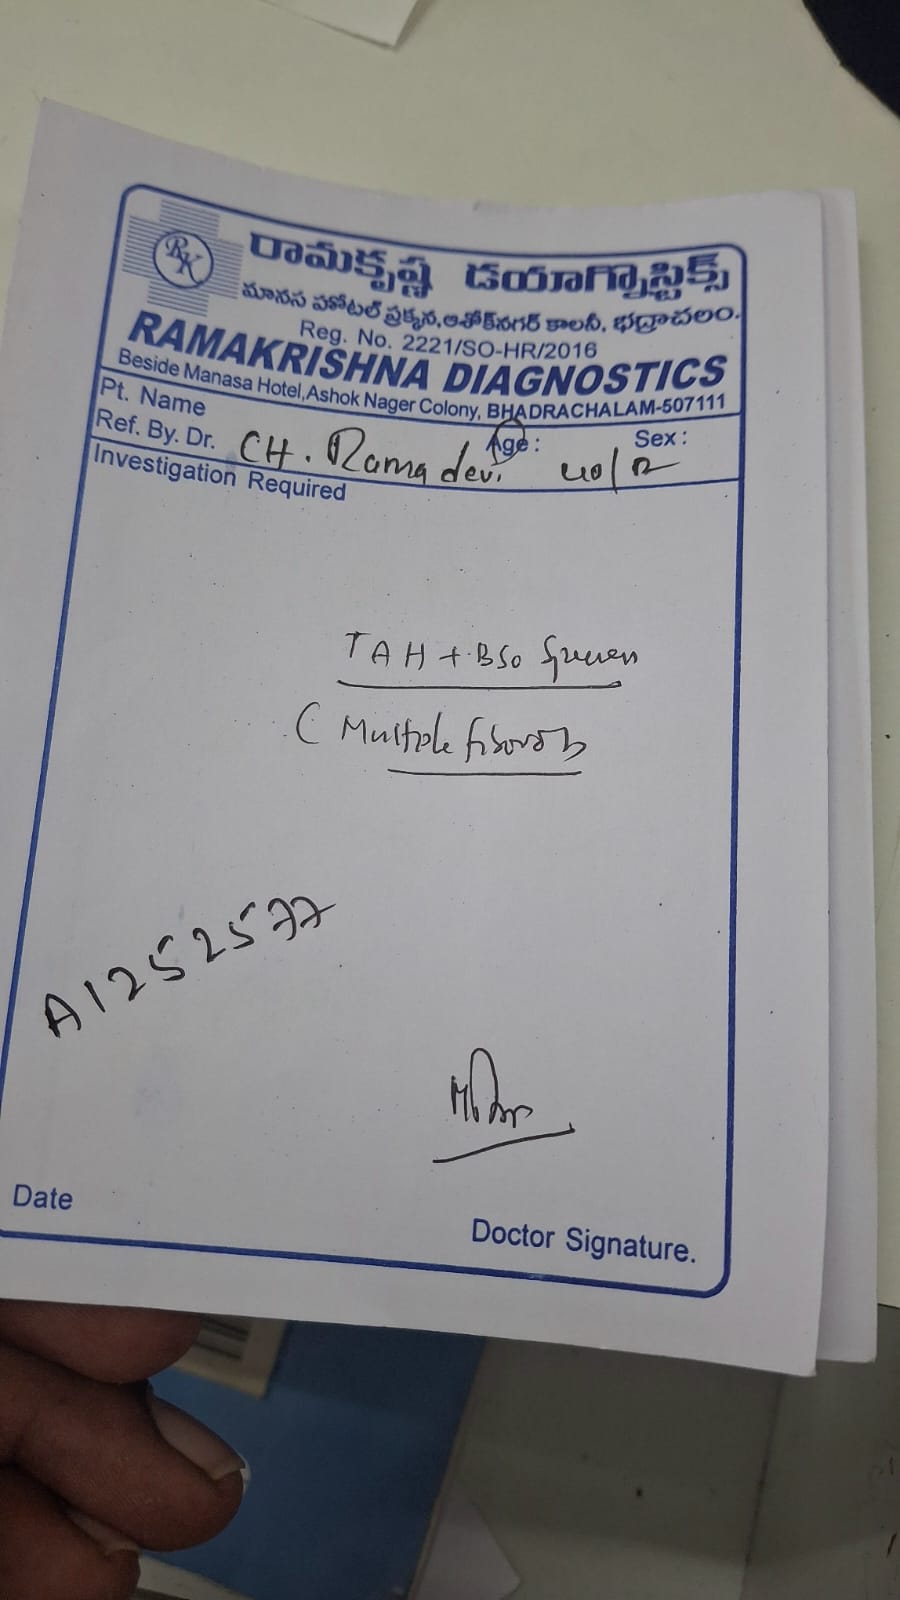 RK
రామకృష్ణ డయాగ్నొస్టిక్స్
మానస హోటల్ ప్రక్కన,అశోక్‌నగర్ కాలనీ, భద్రాచలం.
Reg. No. 2221/SO-HR/2016
RAMAKRISHNA DIAGNOSTICS
Beside Manasa Hotel,Ashok Nager Colony, BHADRACHALAM-507111
Pt. Name
Ref. By. Dr. CH. Rama devi Age: 40/ Sex:
Investigation Required
TAH + BSO
( Multiple fibroids
A1252577
Date
Doctor Signature.